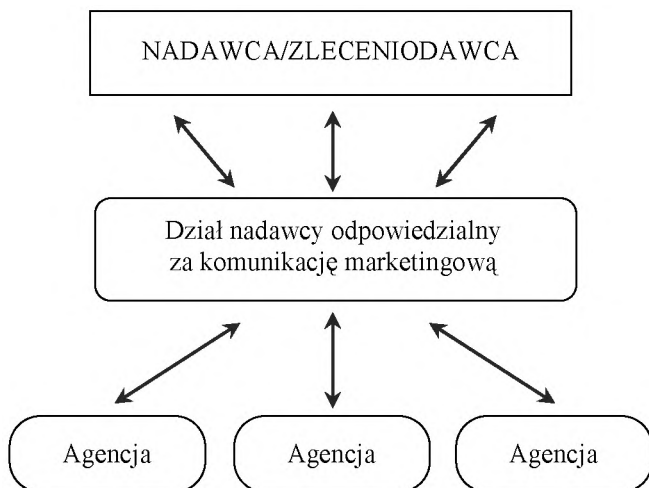 NADAWCA/ZLECENIODAWCA
Dział nadawcy odpowiedzialny
za komunikację marketingową
Agencja
Agencja
Agencja